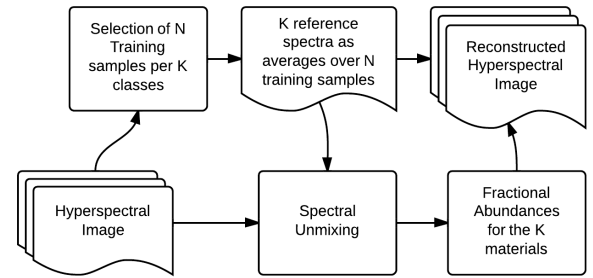 Selection of N
Training
samples per K
classes
K reference
spectra as
averages over N
training samples
Reconstructed
Hyperspectral
Image
Hyperspectral
Image
Spectral
Unmixing
Fractional
Abundances
for the K
materials